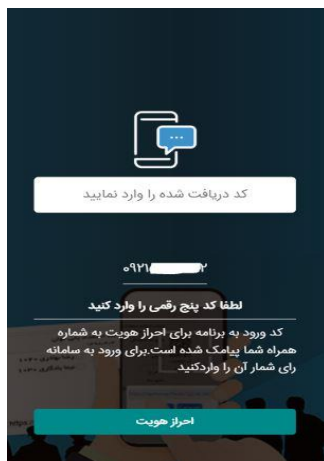 کد دریافت شده را وارد نمایید
۰۹۲۱ ۲
لطفا کد پنج رقمی را وارد کنید
کد ورود به برنامه برای احراز هویت به شماره
همراه شما پیامک شده است.برای ورود به سامانه
رای شمار آن را واردکنید
احراز هویت